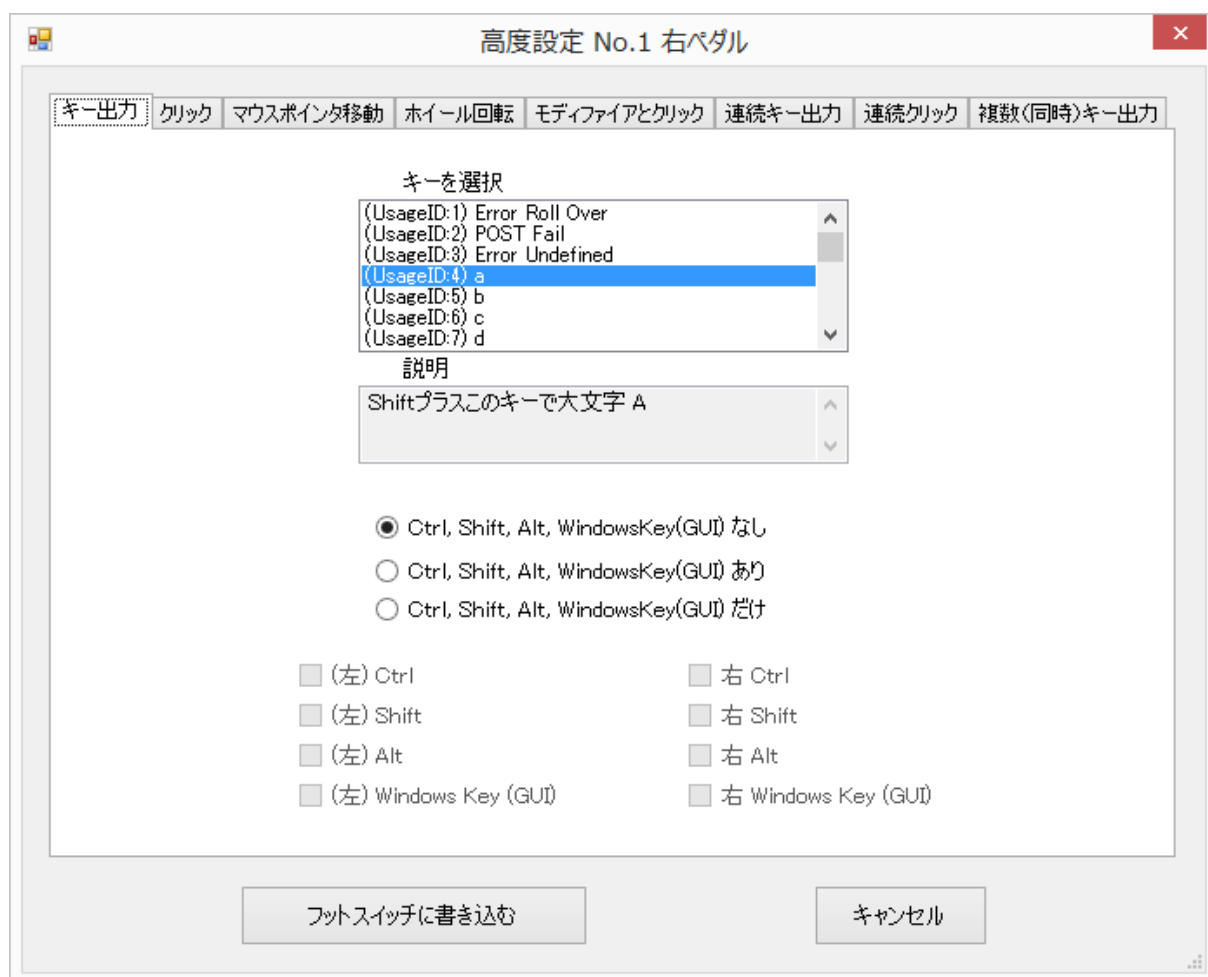 高度設定 No.1 右ペダル
キー出力 クリック マウスポインタ移動 ホイール回転 モディファイアとクリック 連続キー出力 連続クリック 複数(同時)キー出力
キーを選択
(UsageID:1) Error Roll Over
(UsageID:2) POST Fail
(UsageID:3) Error Undefined
(UsageID:4) a
(UsageID:5) b
(UsageID:6) c
(UsageID:7) d
説明
Shiftプラスこのキーで大文字 A
Ctrl, Shift, Alt, WindowsKey(GUI) なし
Ctrl, Shift, Alt, WindowsKey(GUI) あり
Ctrl, Shift, Alt, WindowsKey(GUI) だけ
(左) Ctrl 右 Ctrl
(左) Shift 右 Shift
(左) Alt 右 Alt
(左) Windows Key (GUI) 右 Windows Key (GUI)
フットスイッチに書き込む キャンセル